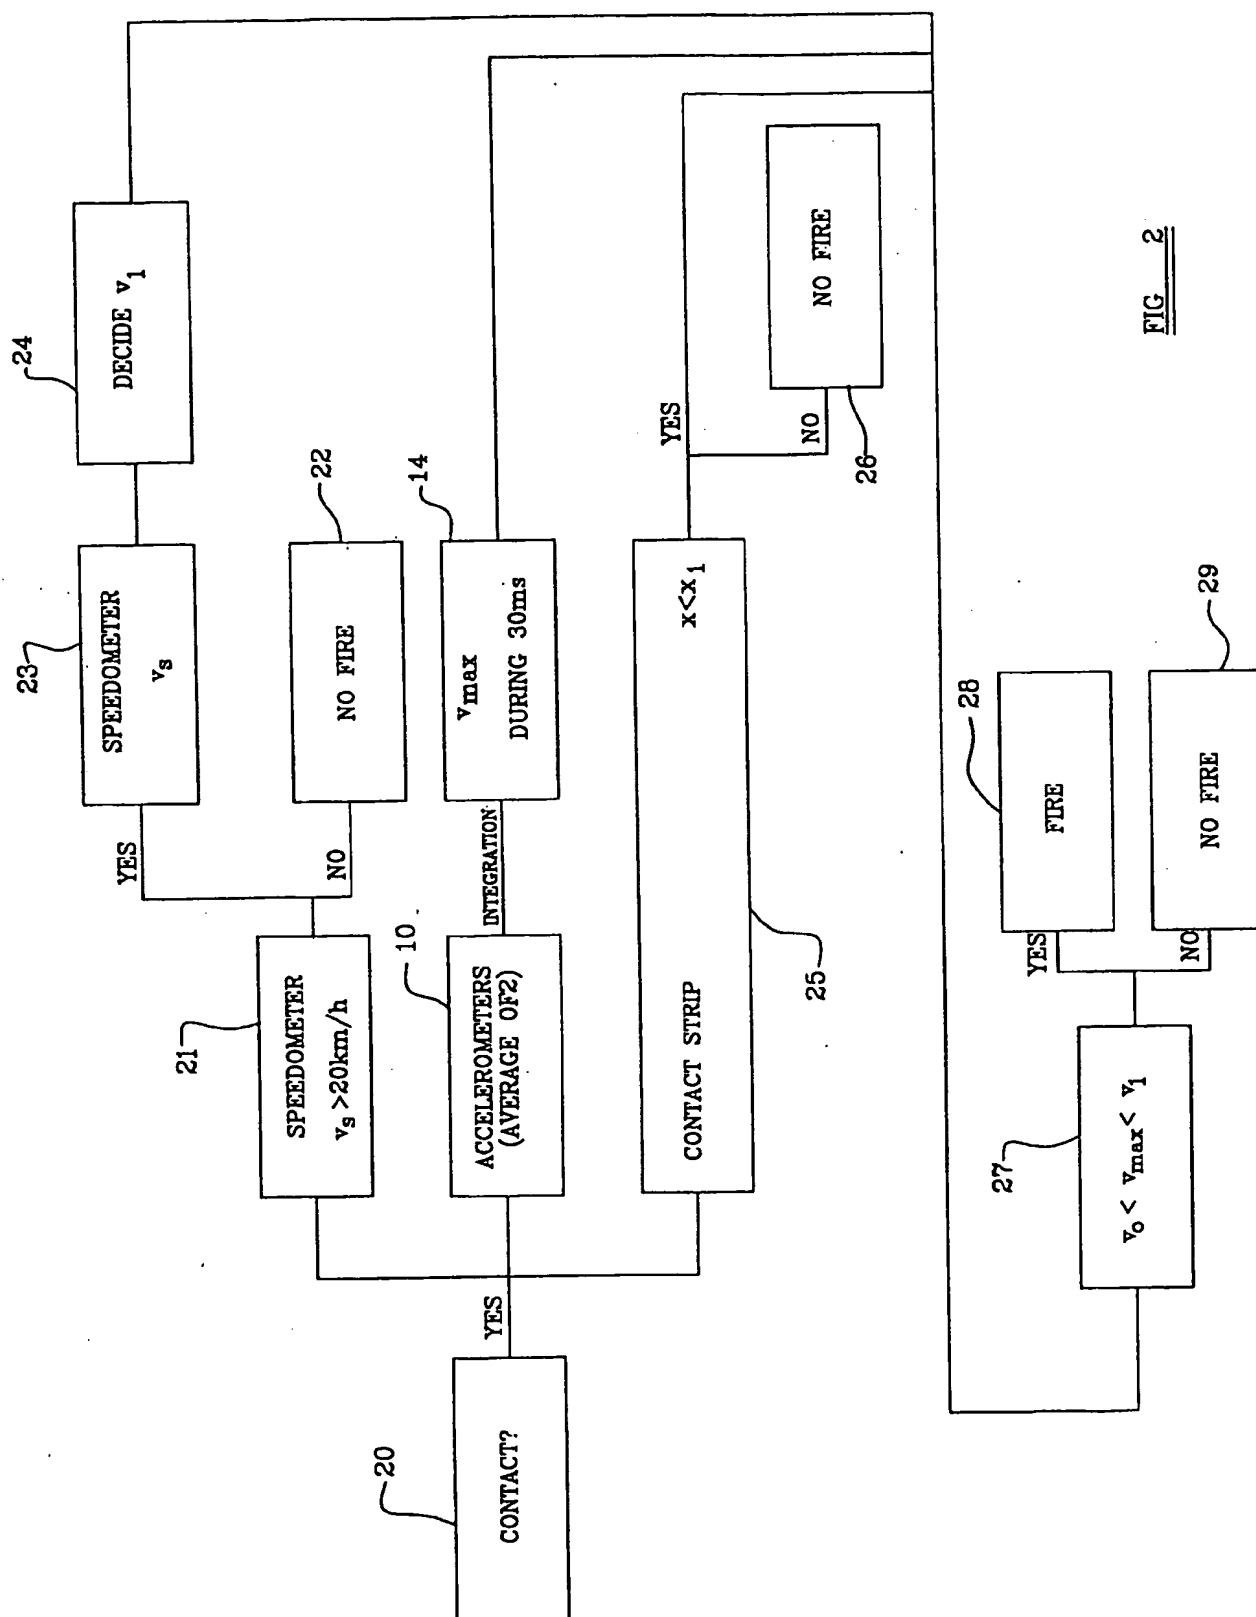 20
CONTACT?
YES
21
SPEEDOMETER
vs >20km/h
YES
NO
23
SPEEDOMETER
vs
24
DECIDE v1
22
NO FIRE
10
ACCELEROMETERS
(AVERAGE OF2)
INTEGRATION
14
vmax
DURING 30ms
CONTACT STRIP
x<x1
25
YES
NO
26
NO FIRE
27
vo < vmax < v1
YES
NO
28
FIRE
29
NO FIRE
FIG 2